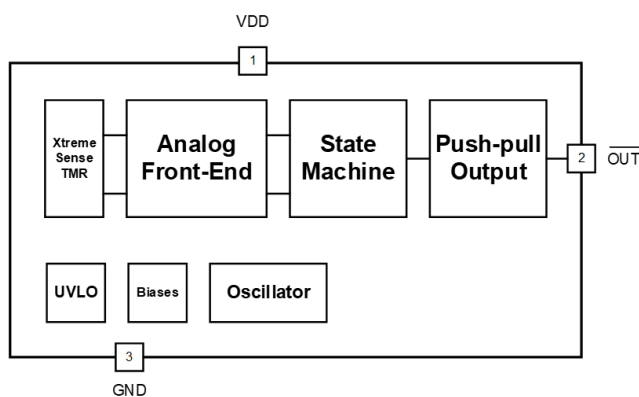 VDD
1
Xtreme
Sense
TMR
Analog
Front-End
State
Machine
Push-pull
Output
2
OUT
UVLO
Biases
Oscillator
3
GND